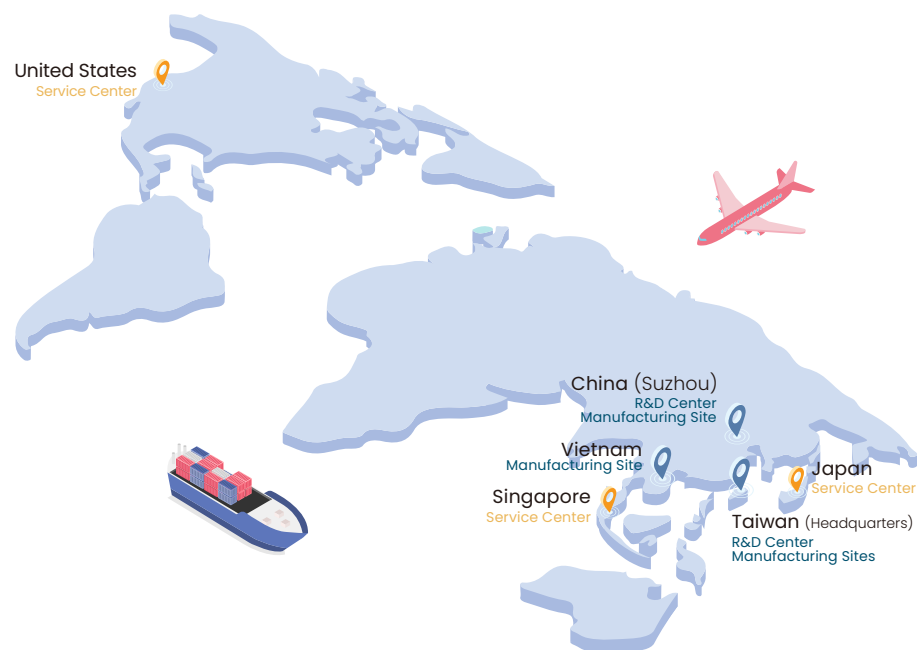 United States
Service Center
China (Suzhou)
R&D Center
Manufacturing Site
Vietnam
Manufacturing Site
Singapore
Service Center
Japan
Service Center
Taiwan (Headquarters)
R&D Center
Manufacturing Sites